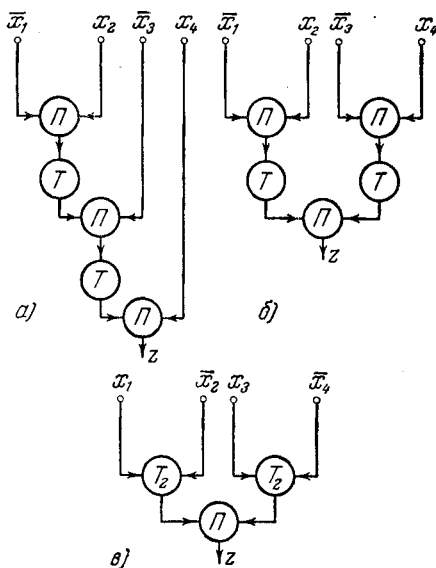 x̄₁ x₂ x̄₃ x₄ x̄₁ x₂ x̄₃ x₄
П П П
Т Т Т
П П
Т
П
z
z
а) б)
x₁ x̄₂ x₃ x̄₄
Т₂ Т₂
П
z
в)